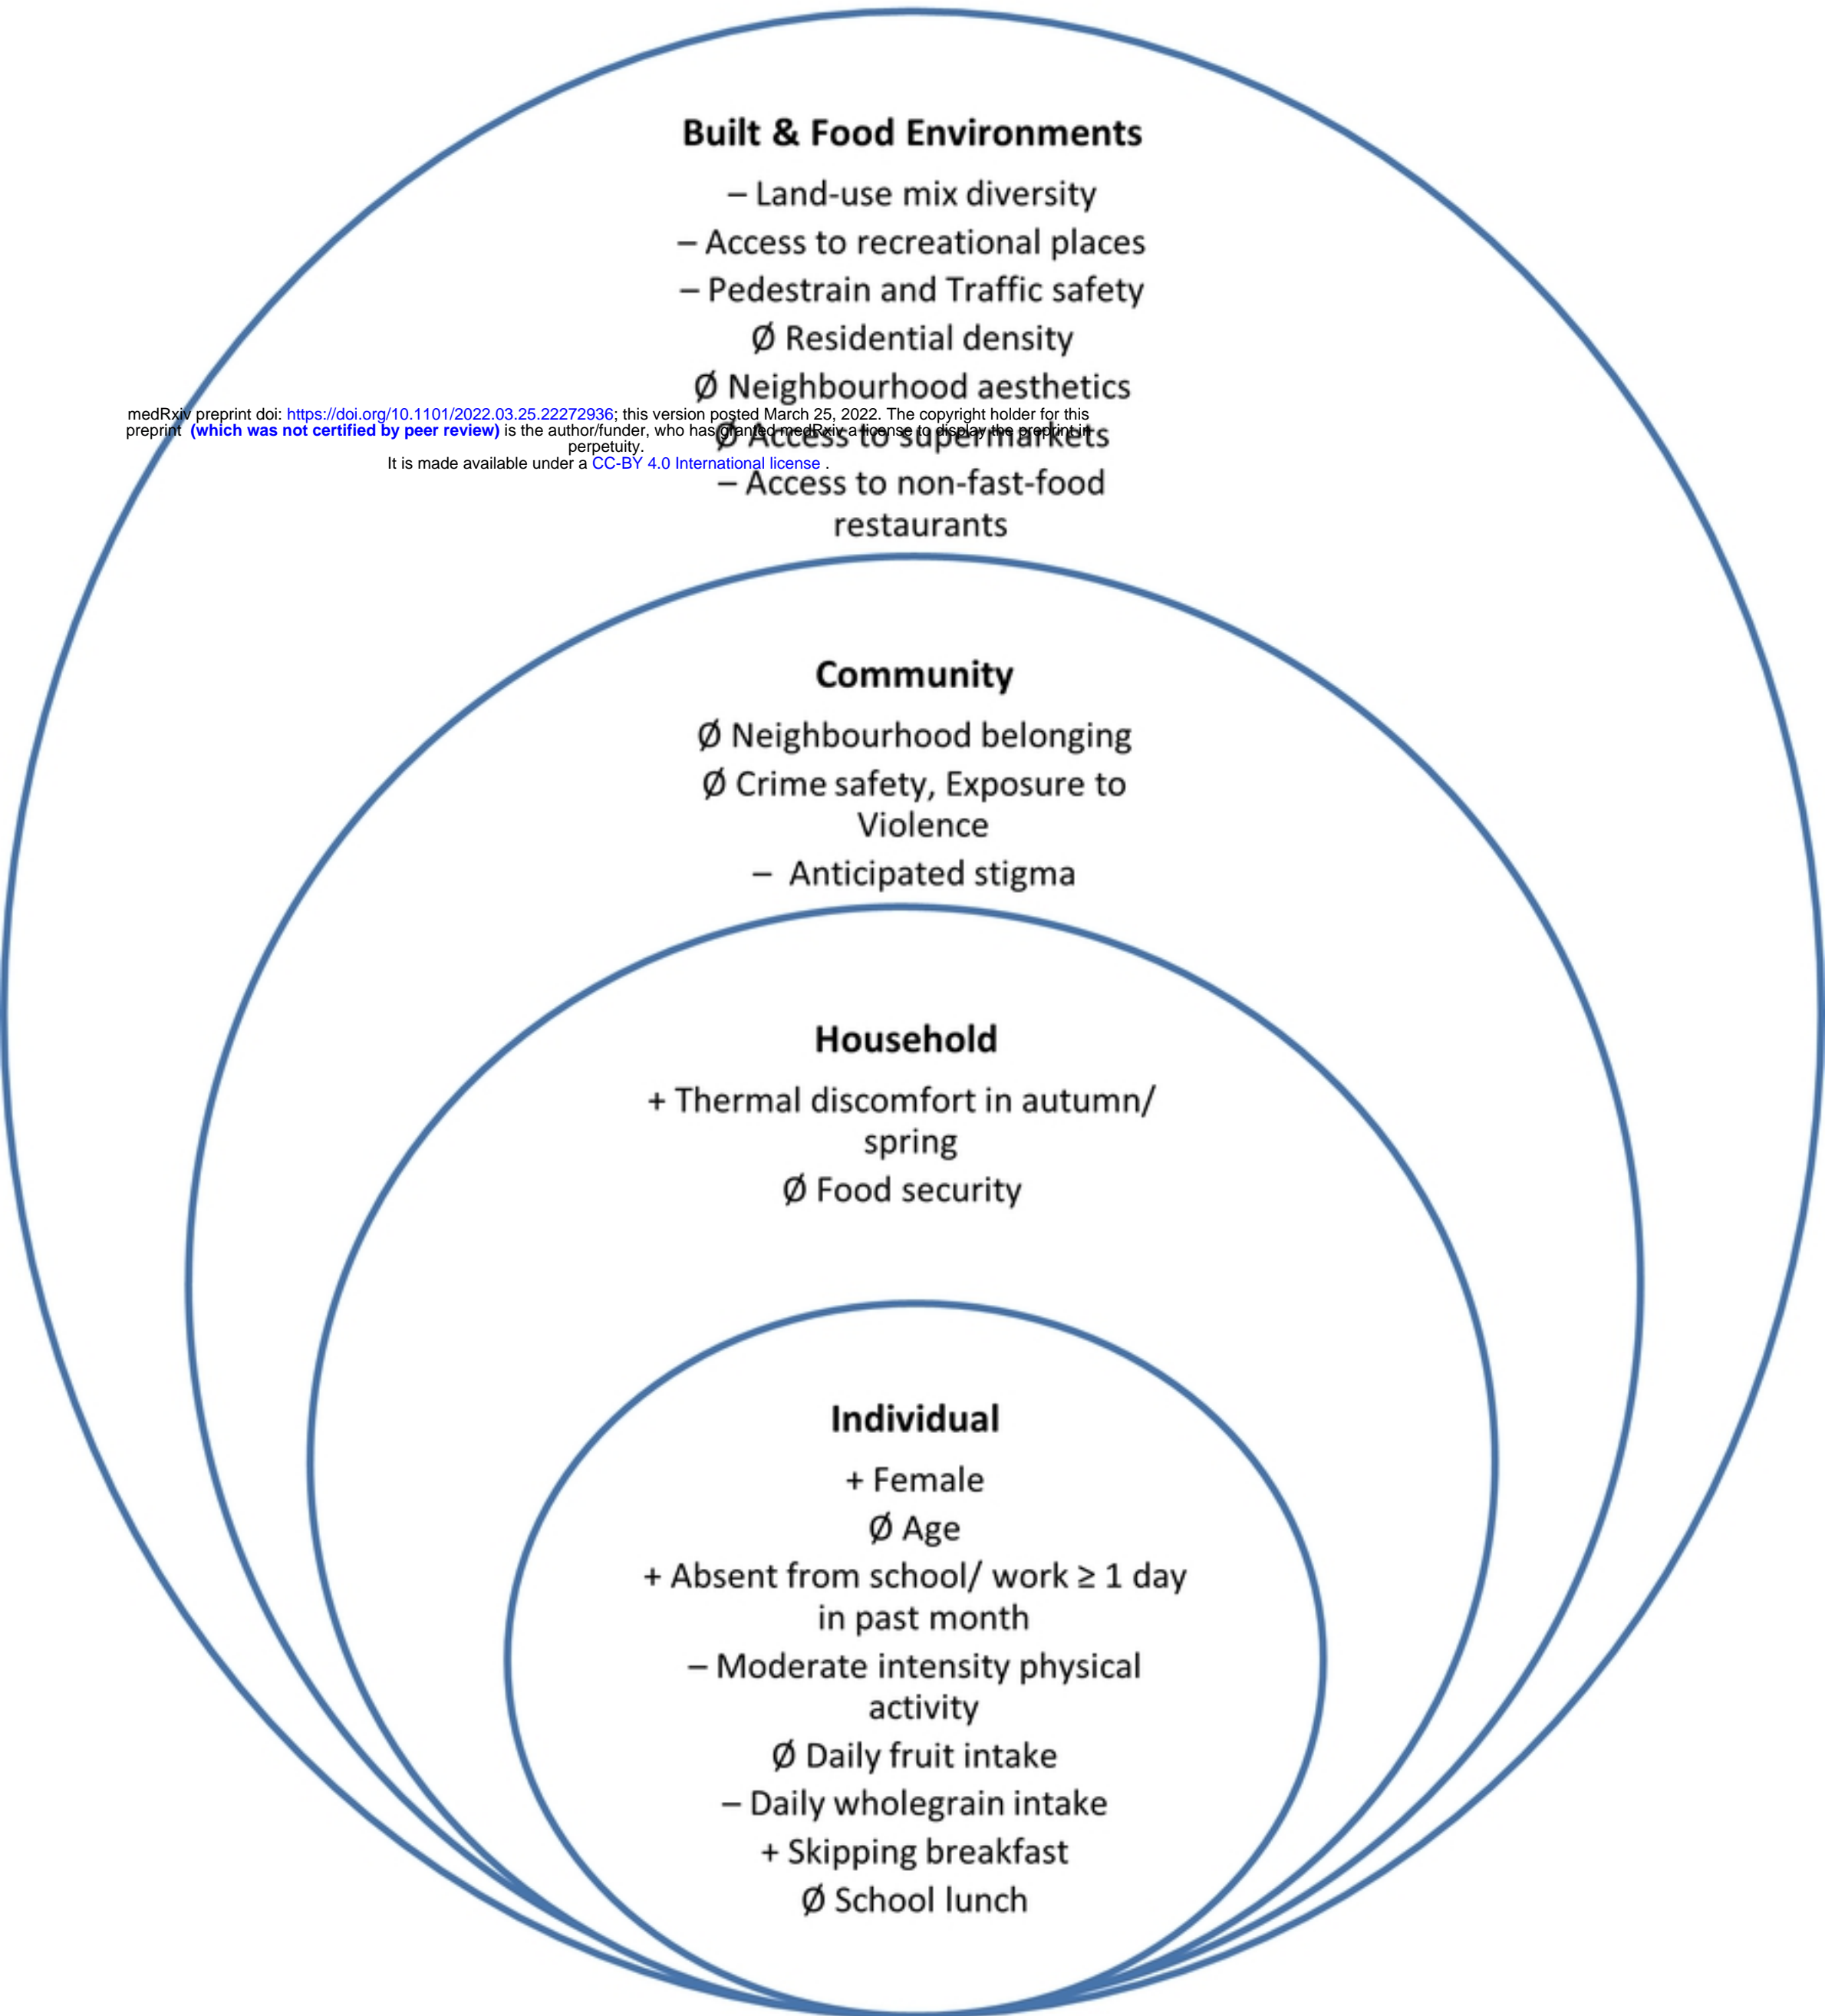 Built & Food Environments
– Land-use mix diversity
– Access to recreational places
– Pedestrain and Traffic safety
Ø Residential density
Ø Neighbourhood aesthetics
medRxiv preprint doi: https://doi.org/10.1101/2022.03.25.22272936; this version posted March 25, 2022. The copyright holder for this
preprint (which was not certified by peer review) is the author/funder, who has granted medRxiv a license to display the preprint in
perpetuity.
It is made available under a CC-BY 4.0 International license .
Ø Access to supermarkets
– Access to non-fast-food
restaurants
Community
Ø Neighbourhood belonging
Ø Crime safety, Exposure to
Violence
– Anticipated stigma
Household
+ Thermal discomfort in autumn/
spring
Ø Food security
Individual
+ Female
Ø Age
+ Absent from school/ work ≥ 1 day
in past month
– Moderate intensity physical
activity
Ø Daily fruit intake
– Daily wholegrain intake
+ Skipping breakfast
Ø School lunch